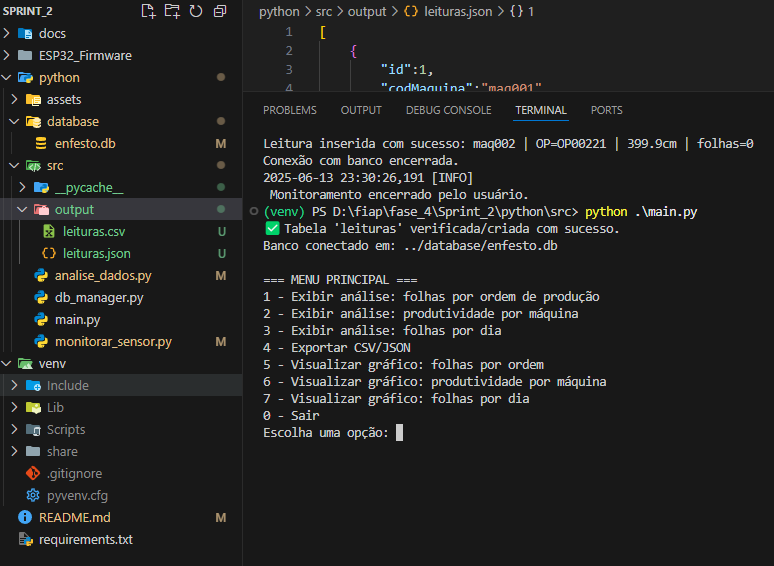 SPRINT_2
docs
ESP32_Firmware
python
assets
database
enfesto.db M
src
__pycache__
output
leituras.csv U
leituras.json U
analise_dados.py M
db_manager.py
main.py
monitorar_sensor.py M
venv
Include
Lib
Scripts
share
.gitignore
pyvenv.cfg
README.md M
requirements.txt
python > src > output > {} leituras.json > {} 1
1 [
2 {
3 "id":1,
4 "codMaquina":"maq001"
PROBLEMS OUTPUT DEBUG CONSOLE TERMINAL PORTS
Leitura inserida com sucesso: maq002 | OP=OP00221 | 399.9cm | folhas=0
Conexão com banco encerrada.
2025-06-13 23:30:26,191 [INFO]
Monitoramento encerrado pelo usuário.
(venv) PS D:\fiap\fase_4\Sprint_2\python\src> python .\main.py
✅ Tabela 'leituras' verificada/criada com sucesso.
Banco conectado em: ../database/enfesto.db
=== MENU PRINCIPAL ===
1 - Exibir análise: folhas por ordem de produção
2 - Exibir análise: produtividade por máquina
3 - Exibir análise: folhas por dia
4 - Exportar CSV/JSON
5 - Visualizar gráfico: folhas por ordem
6 - Visualizar gráfico: produtividade por máquina
7 - Visualizar gráfico: folhas por dia
0 - Sair
Escolha uma opção: